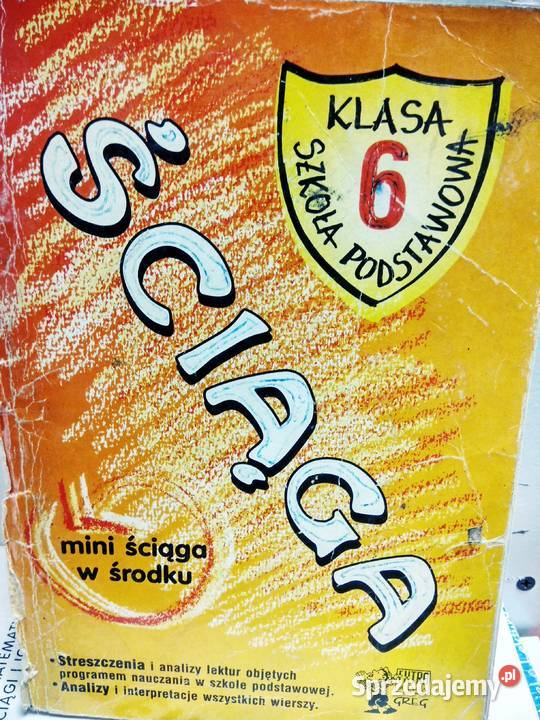 KLASA
6
SZKOŁA PODSTAWOWA
ŚCIĄGA
mini ściąga
w środku
• Streszczenia i analizy lektur objętych
programem nauczania w szkole podstawowej.
• Analizy i interpretacje wszystkich wierszy.
GREG
Sprzedajemy.pl